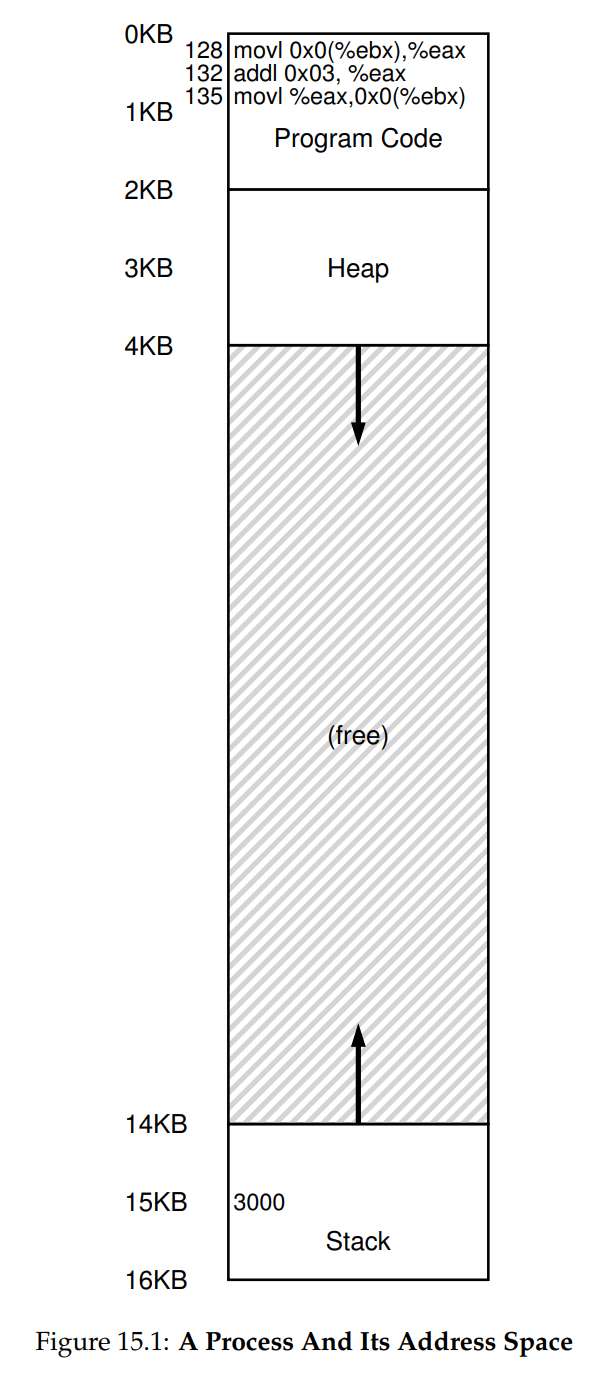 0KB
128 movl 0x0(%ebx),%eax
132 addl 0x03, %eax
135 movl %eax,0x0(%ebx)
1KB
Program Code
2KB
3KB Heap
4KB
(free)
14KB
15KB 3000
Stack
16KB
Figure 15.1: A Process And Its Address Space